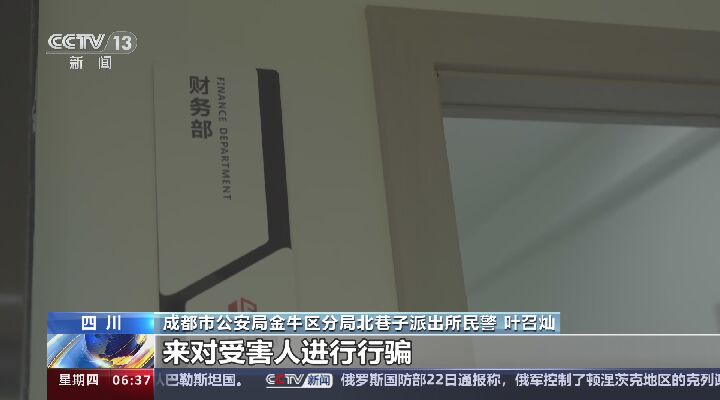 CCTV 13
新闻
财务部
FINANCE DEPARTMENT
四川
成都市公安局金牛区分局北巷子派出所民警 叶召灿
来对受害人进行行骗
星期四 06:37
巴勒斯坦国。 CCTV 新闻 俄罗斯国防部22日通报称，俄军控制了顿涅茨克地区的克列